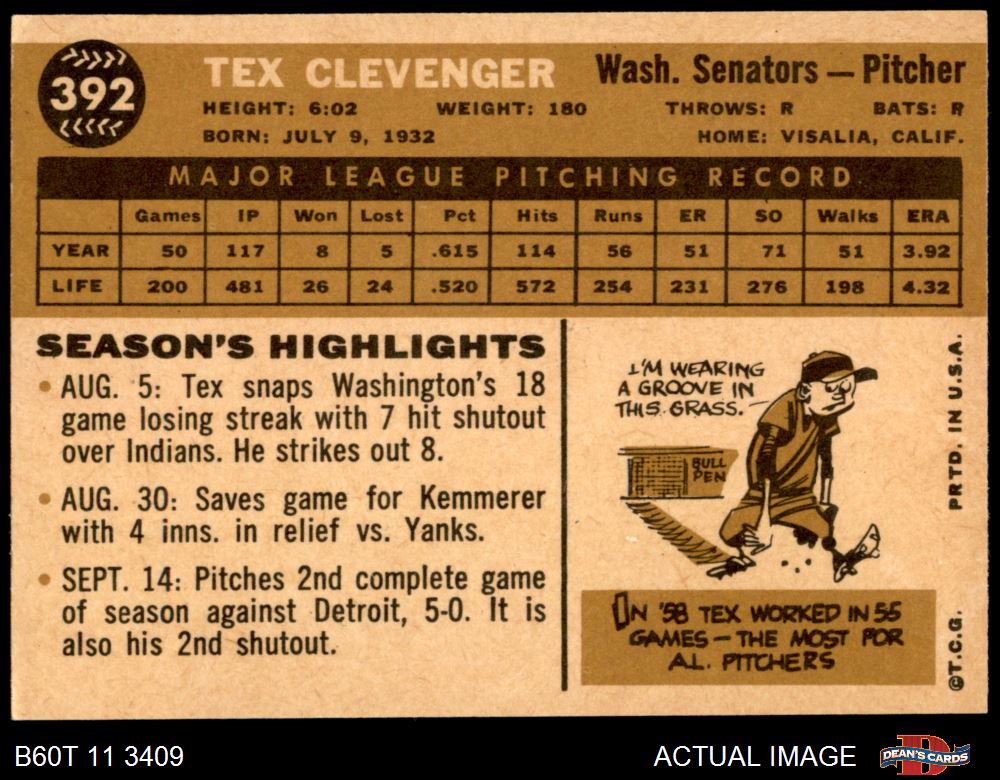 392
TEX CLEVENGER
Wash. Senators — Pitcher
HEIGHT: 6:02 WEIGHT: 180 THROWS: R BATS: R
BORN: JULY 9, 1932 HOME: VISALIA, CALIF.
MAJOR LEAGUE PITCHING RECORD
Games IP Won Lost Pct Hits Runs ER SO Walks ERA
YEAR 50 117 8 5 .615 114 56 51 71 51 3.92
LIFE 200 481 26 24 .520 572 254 231 276 198 4.32
SEASON'S HIGHLIGHTS
• AUG. 5: Tex snaps Washington's 18
game losing streak with 7 hit shutout
over Indians. He strikes out 8.
• AUG. 30: Saves game for Kemmerer
with 4 inns. in relief vs. Yanks.
• SEPT. 14: Pitches 2nd complete game
of season against Detroit, 5-0. It is
also his 2nd shutout.
I'M WEARING
A GROOVE IN
THIS GRASS.
BULL
PEN
IN '58 TEX WORKED IN 55
GAMES — THE MOST FOR
A.L. PITCHERS
PRTD. IN U.S.A.
©T.C.G.
B60T 11 3409
ACTUAL IMAGE
DEAN'S CARDS